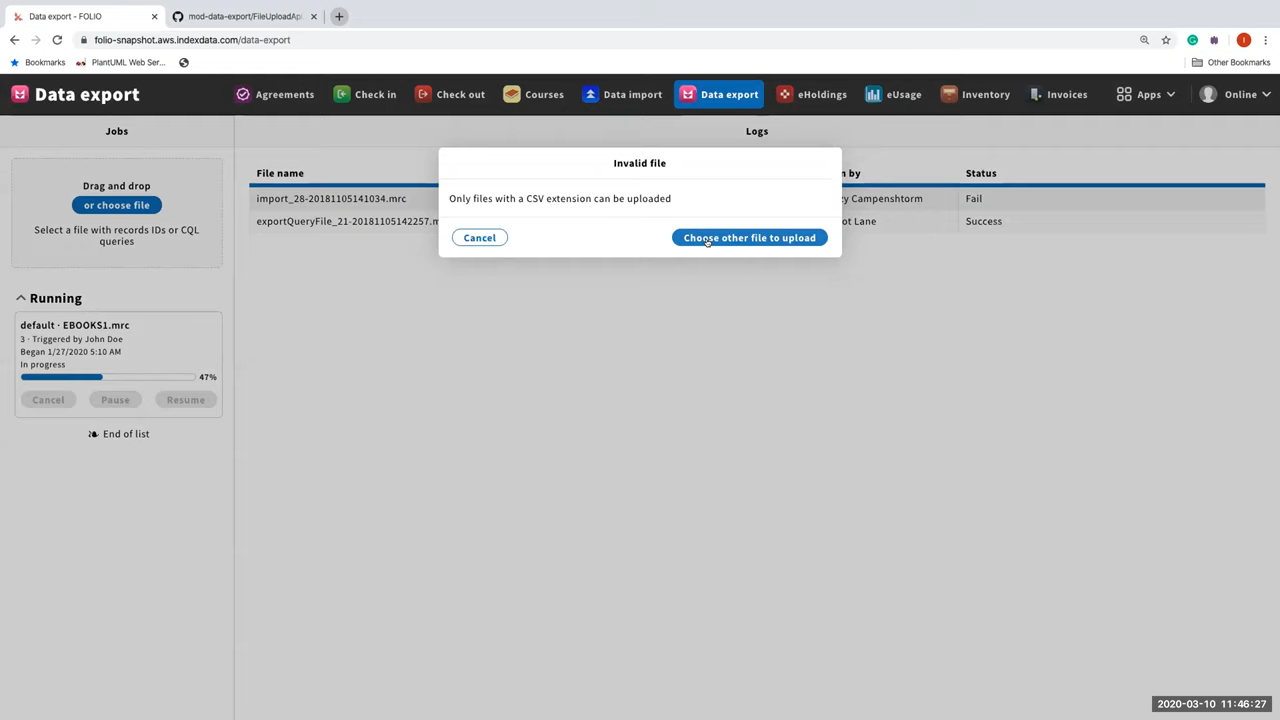 Data export - FOLIO
mod-data-export/FileUploadApi
folio-snapshot.aws.indexdata.com/data-export
Bookmarks
PlantUML Web Ser...
Other Bookmarks
Data export
Agreements
Check in
Check out
Courses
Data import
Data export
eHoldings
eUsage
Inventory
Invoices
Apps
Online
Jobs
Logs
Drag and drop
or choose file
Select a file with records IDs or CQL
queries
Running
default · EBOOKS1.mrc
3 · Triggered by John Doe
Began 1/27/2020 5:10 AM
In progress
47%
Cancel
Pause
Resume
End of list
File name
n by
Status
import_28-20181105141034.mrc
zy Campenshtorm
Fail
exportQueryFile_21-20181105142257.m
ot Lane
Success
Invalid file
Only files with a CSV extension can be uploaded
Cancel
Choose other file to upload
2020-03-10 11:46:27